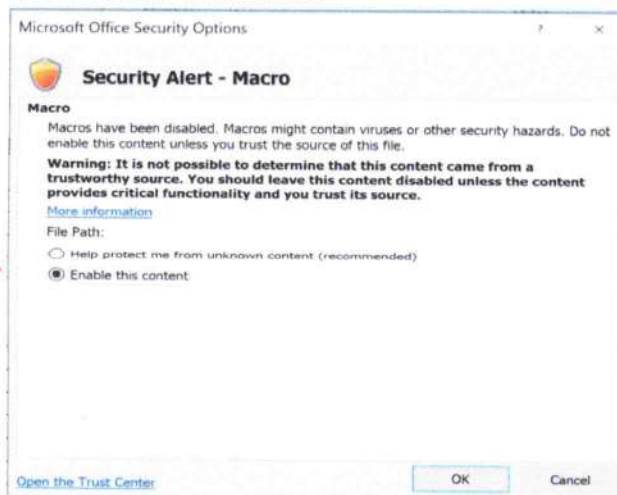 Microsoft Office Security Options
? ×
Security Alert - Macro
Macro
Macros have been disabled. Macros might contain viruses or other security hazards. Do not
enable this content unless you trust the source of this file.
Warning: It is not possible to determine that this content came from a
trustworthy source. You should leave this content disabled unless the content
provides critical functionality and you trust its source.
More information
File Path:
Help protect me from unknown content (recommended)
Enable this content
Open the Trust Center
OK
Cancel